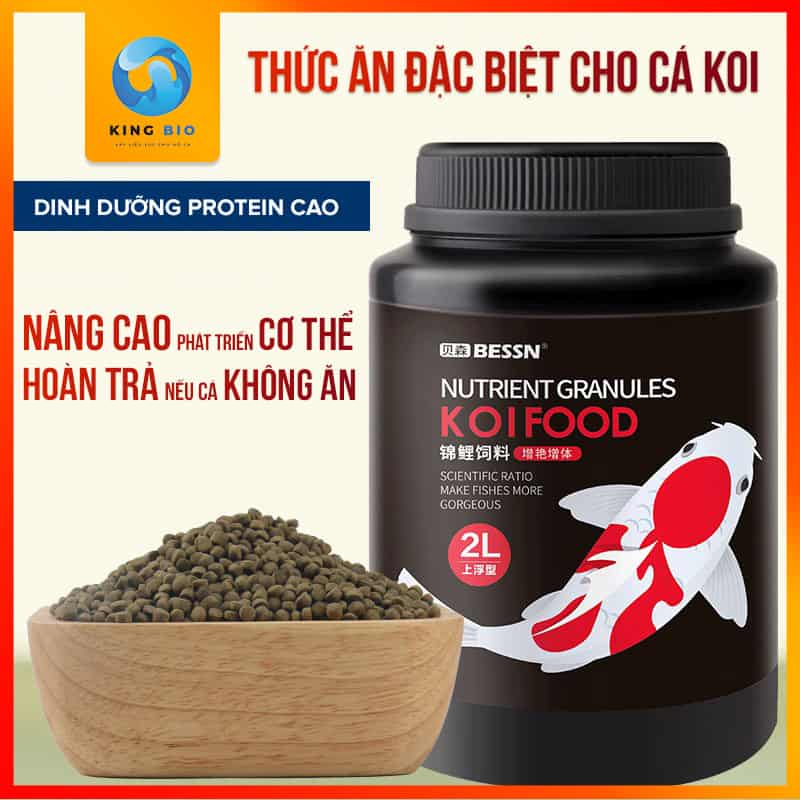 KING BIO
THỨC ĂN ĐẶC BIỆT CHO CÁ KOI
DINH DƯỠNG PROTEIN CAO
NÂNG CAO PHÁT TRIỂN CƠ THỂ
HOÀN TRẢ NẾU CÁ KHÔNG ĂN
贝森 BESSN®
NUTRIENT GRANULES
KOI FOOD
锦鲤饲料 增艳增体
SCIENTIFIC RATIO
MAKE FISHES MORE
GORGEOUS
2L
上浮型